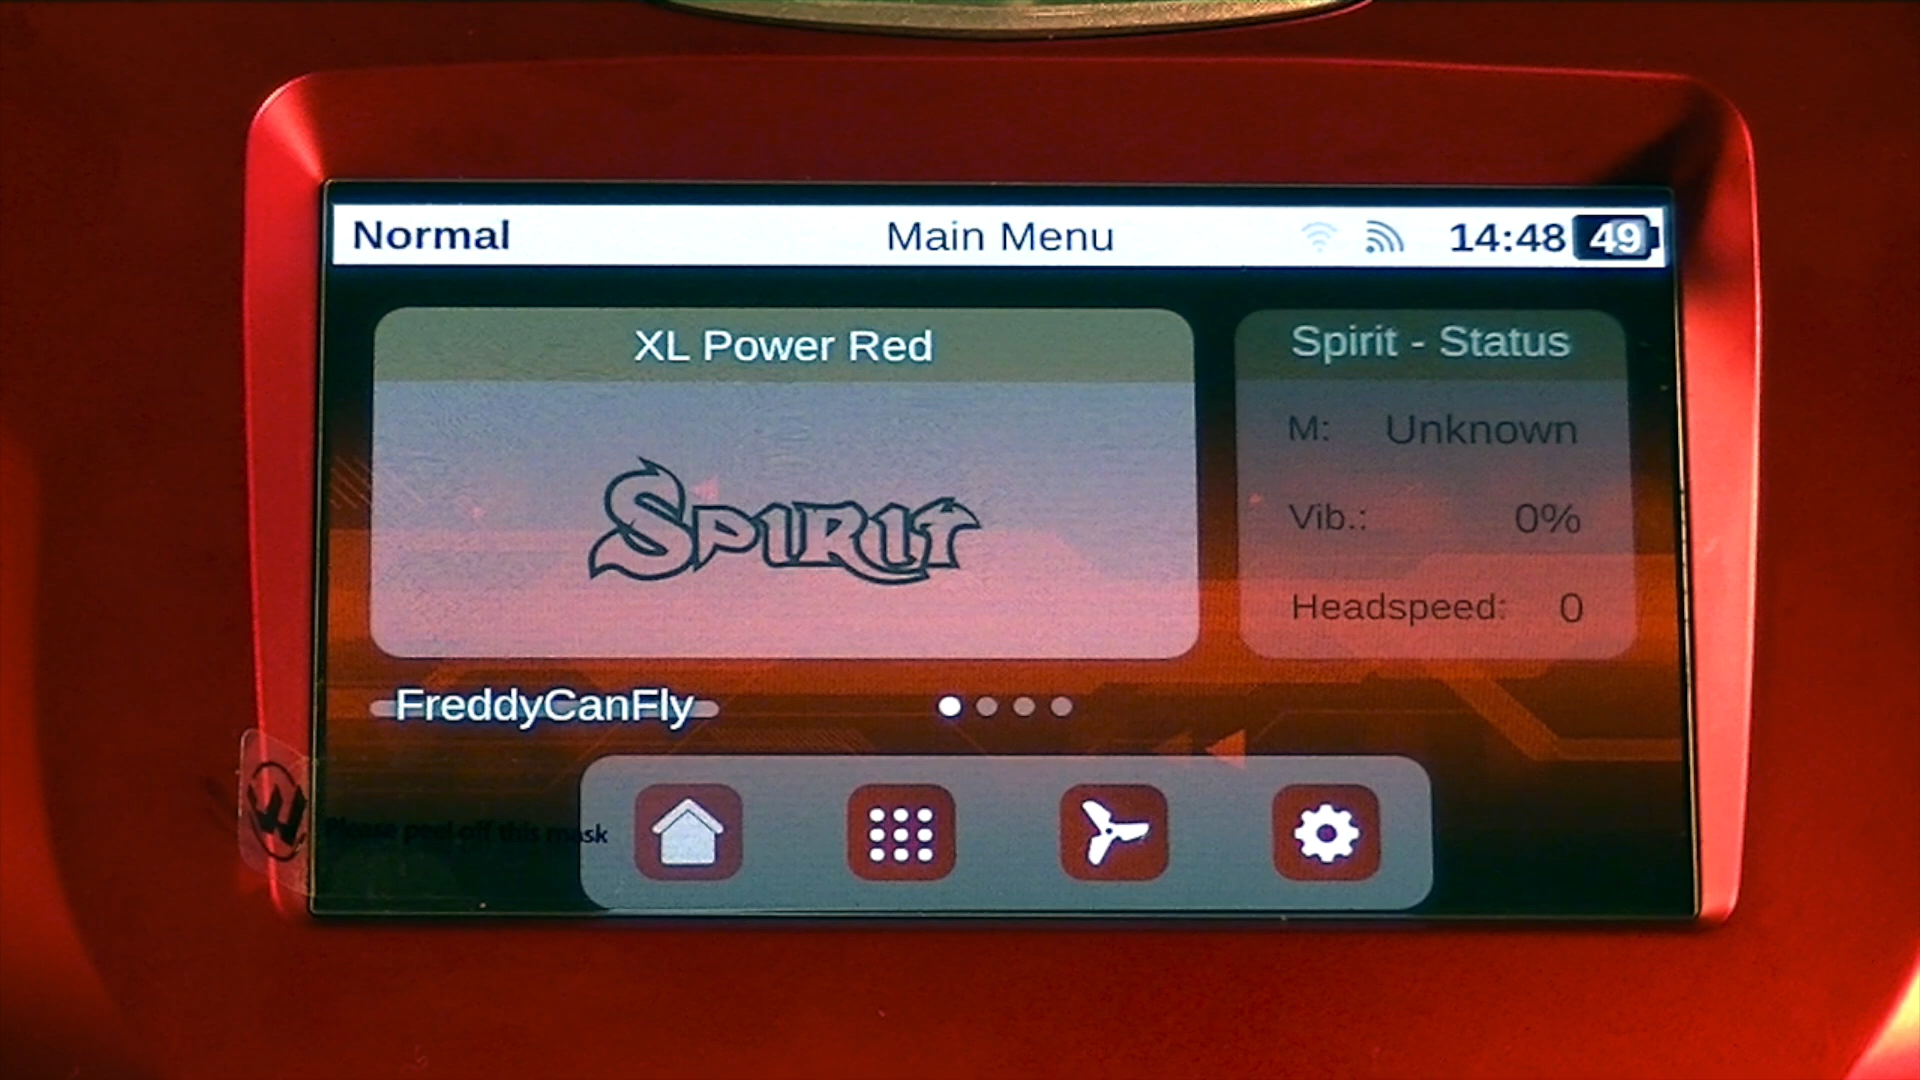 Normal Main Menu 14:48 49
XL Power Red
SPIRIT
Spirit - Status
M: Unknown
Vib.: 0%
Headspeed: 0
FreddyCanFly
Please peel off this mask